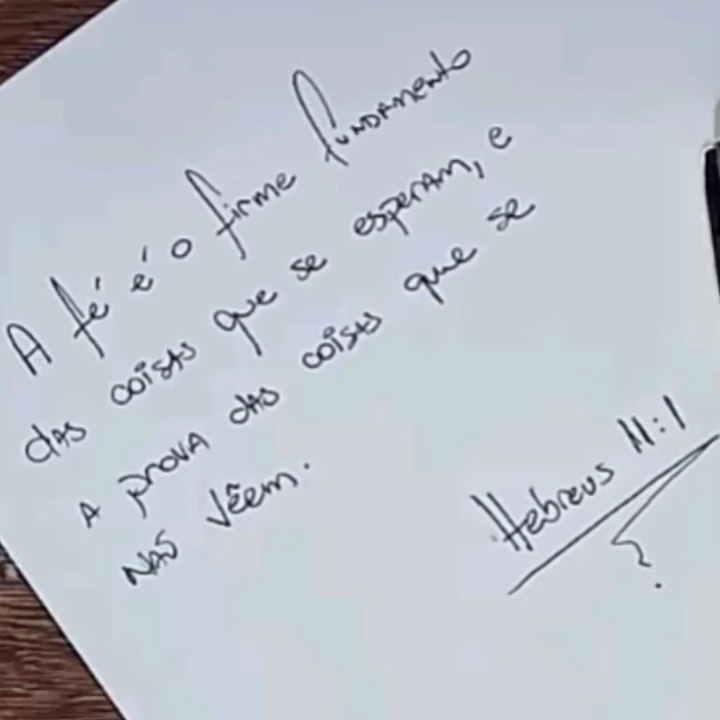 A fé é o firme fundamento
das coisas que se esperam, e
a prova das coisas que se
não vêem.
Hebreus 11:1